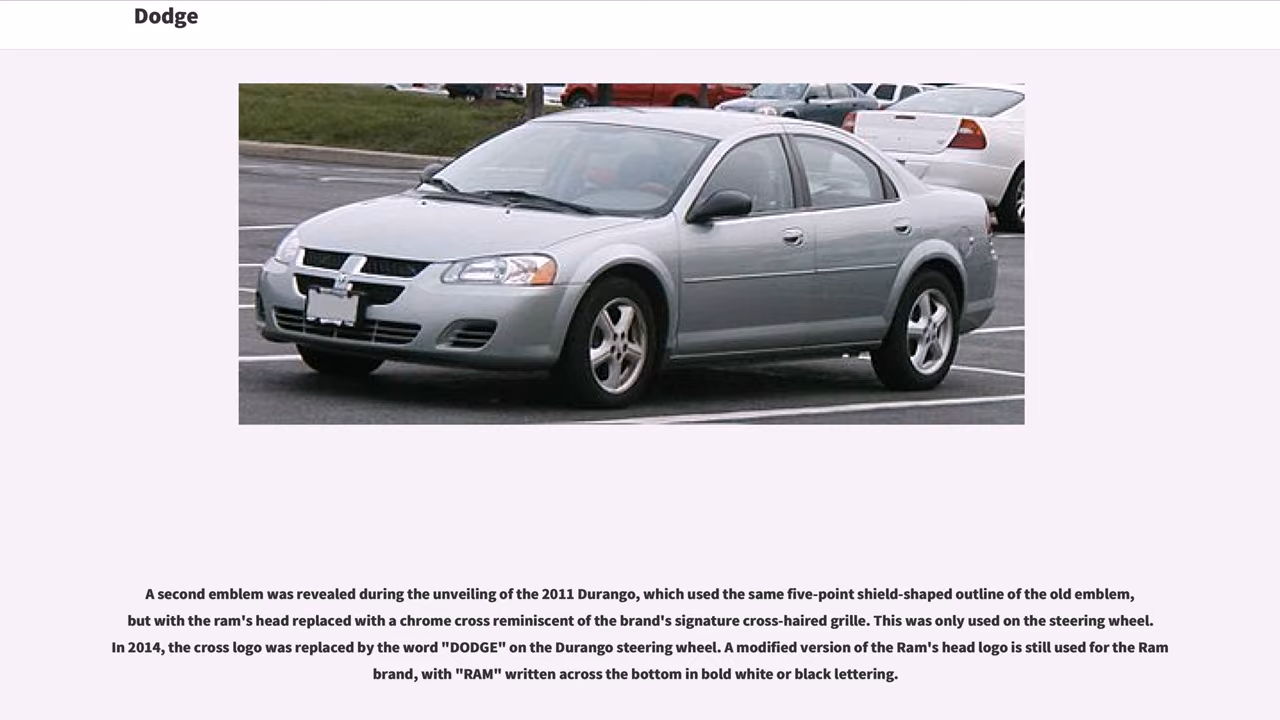 Dodge
A second emblem was revealed during the unveiling of the 2011 Durango, which used the same five-point shield-shaped outline of the old emblem,
but with the ram's head replaced with a chrome cross reminiscent of the brand's signature cross-haired grille. This was only used on the steering wheel.
In 2014, the cross logo was replaced by the word "DODGE" on the Durango steering wheel. A modified version of the Ram's head logo is still used for the Ram
brand, with "RAM" written across the bottom in bold white or black lettering.